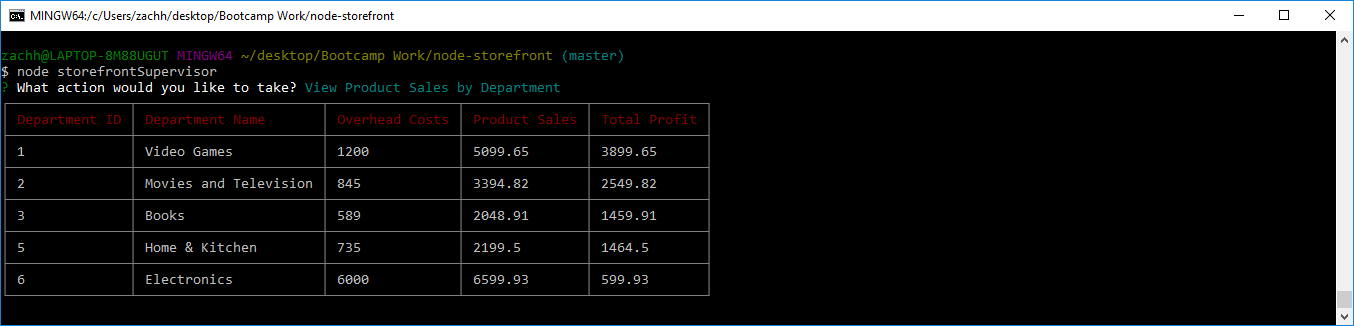 MINGW64:/c/Users/zachh/desktop/Bootcamp Work/node-storefront
zachh@LAPTOP-8M88UGUT MINGW64 ~/desktop/Bootcamp Work/node-storefront (master)
$ node storefrontSupervisor
? What action would you like to take? View Product Sales by Department
Department ID Department Name Overhead Costs Product Sales Total Profit
1 Video Games 1200 5099.65 3899.65
2 Movies and Television 845 3394.82 2549.82
3 Books 589 2048.91 1459.91
5 Home & Kitchen 735 2199.5 1464.5
6 Electronics 6000 6599.93 599.93